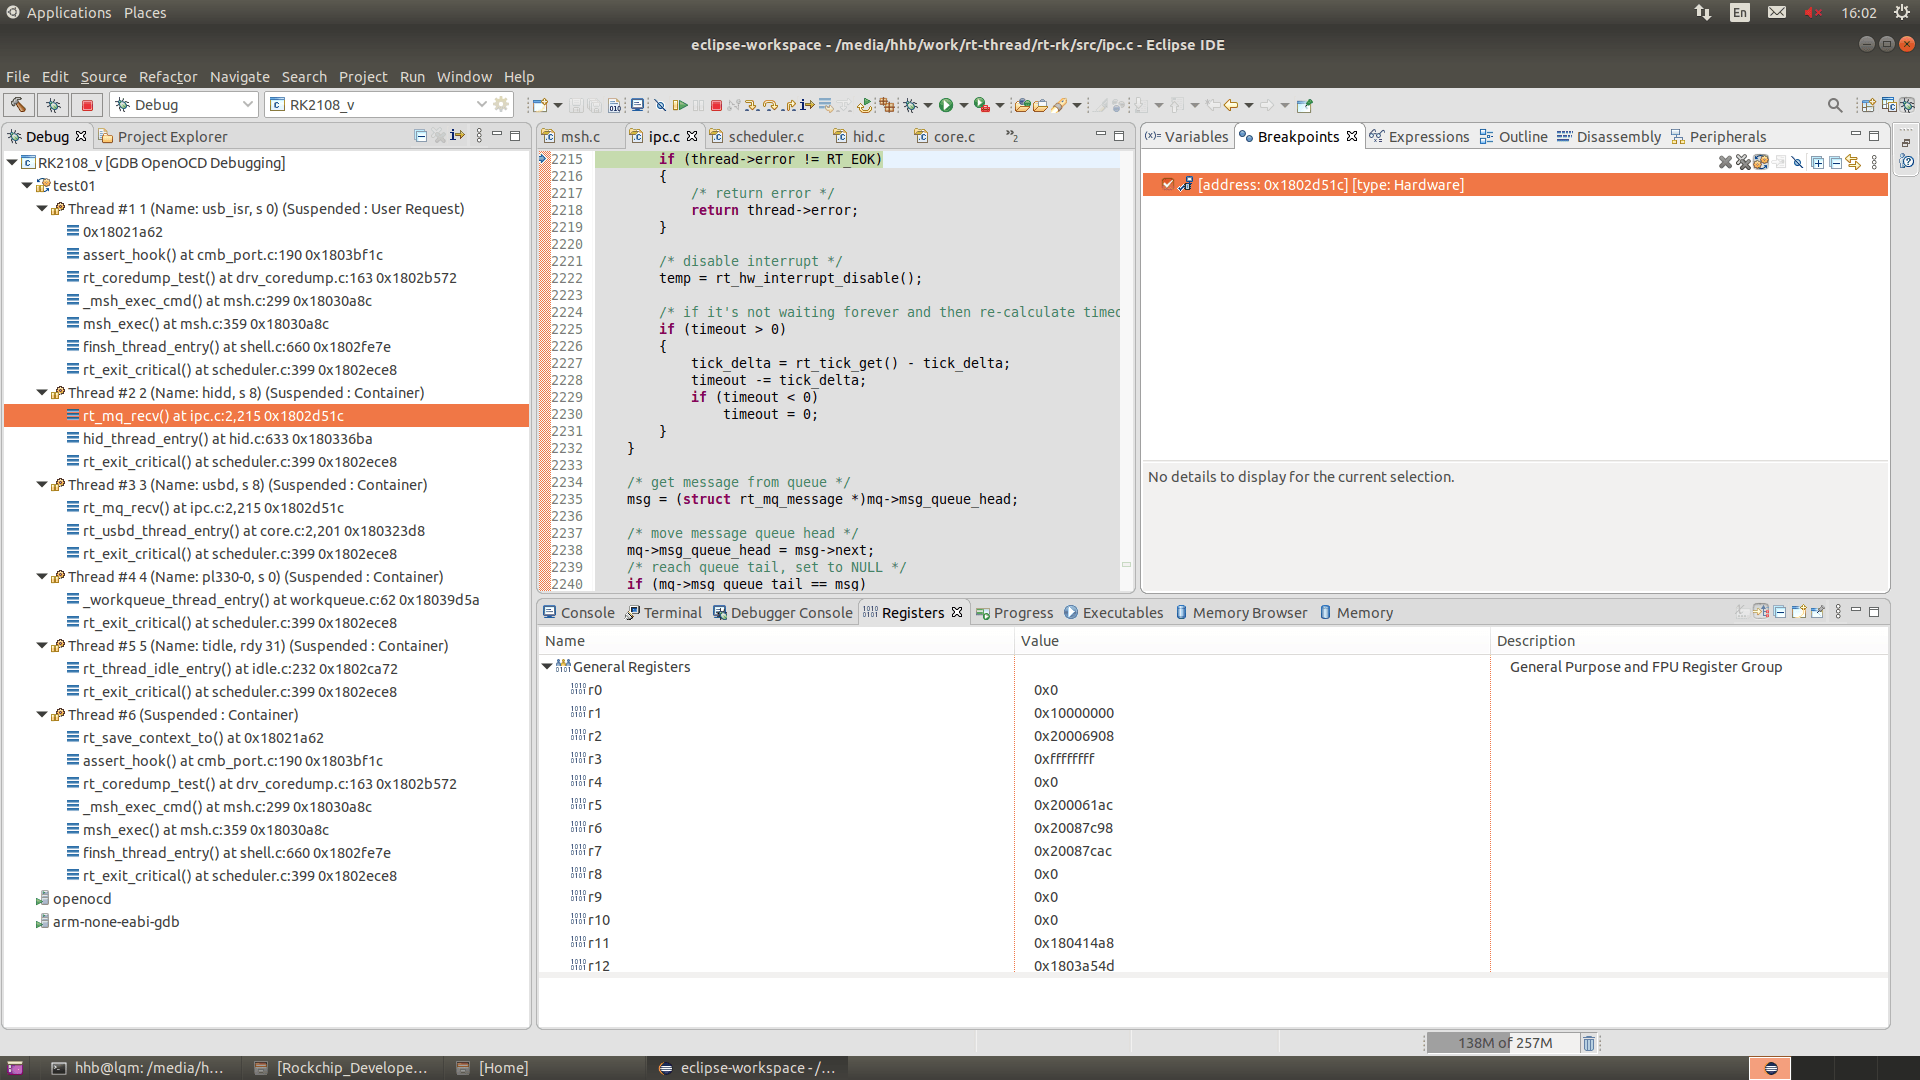 Applications Places
En 16:02
eclipse-workspace - /media/hhb/work/rt-thread/rt-rk/src/ipc.c - Eclipse IDE
File Edit Source Refactor Navigate Search Project Run Window Help
Debug RK2108_v
Debug Project Explorer
RK2108_v [GDB OpenOCD Debugging]
test01
Thread #1 1 (Name: usb_isr, s 0) (Suspended : User Request)
0x18021a62
assert_hook() at cmb_port.c:190 0x1803bf1c
rt_coredump_test() at drv_coredump.c:163 0x1802b572
_msh_exec_cmd() at msh.c:299 0x18030a8c
msh_exec() at msh.c:359 0x18030a8c
finsh_thread_entry() at shell.c:660 0x1802fe7e
rt_exit_critical() at scheduler.c:399 0x1802ece8
Thread #2 2 (Name: hidd, s 8) (Suspended : Container)
rt_mq_recv() at ipc.c:2,215 0x1802d51c
hid_thread_entry() at hid.c:633 0x180336ba
rt_exit_critical() at scheduler.c:399 0x1802ece8
Thread #3 3 (Name: usbd, s 8) (Suspended : Container)
rt_mq_recv() at ipc.c:2,215 0x1802d51c
rt_usbd_thread_entry() at core.c:2,201 0x180323d8
rt_exit_critical() at scheduler.c:399 0x1802ece8
Thread #4 4 (Name: pl330-0, s 0) (Suspended : Container)
_workqueue_thread_entry() at workqueue.c:62 0x18039d5a
rt_exit_critical() at scheduler.c:399 0x1802ece8
Thread #5 5 (Name: tidle, rdy 31) (Suspended : Container)
rt_thread_idle_entry() at idle.c:232 0x1802ca72
rt_exit_critical() at scheduler.c:399 0x1802ece8
Thread #6 (Suspended : Container)
rt_save_context_to() at 0x18021a62
assert_hook() at cmb_port.c:190 0x1803bf1c
rt_coredump_test() at drv_coredump.c:163 0x1802b572
_msh_exec_cmd() at msh.c:299 0x18030a8c
msh_exec() at msh.c:359 0x18030a8c
finsh_thread_entry() at shell.c:660 0x1802fe7e
rt_exit_critical() at scheduler.c:399 0x1802ece8
openocd
arm-none-eabi-gdb
msh.c ipc.c scheduler.c hid.c core.c »2
2215 if (thread->error != RT_EOK)
2216 {
2217 /* return error */
2218 return thread->error;
2219 }
2220
2221 /* disable interrupt */
2222 temp = rt_hw_interrupt_disable();
2223
2224 /* if it's not waiting forever and then re-calculate timeo
2225 if (timeout > 0)
2226 {
2227 tick_delta = rt_tick_get() - tick_delta;
2228 timeout -= tick_delta;
2229 if (timeout < 0)
2230 timeout = 0;
2231 }
2232 }
2233
2234 /* get message from queue */
2235 msg = (struct rt_mq_message *)mq->msg_queue_head;
2236
2237 /* move message queue head */
2238 mq->msg_queue_head = msg->next;
2239 /* reach queue tail, set to NULL */
2240 if (mq->msg_queue_tail == msg)
(x)= Variables Breakpoints Expressions Outline Disassembly Peripherals
[address: 0x1802d51c] [type: Hardware]
No details to display for the current selection.
Console Terminal Debugger Console Registers Progress Executables Memory Browser Memory
Name Value Description
General Registers General Purpose and FPU Register Group
r0 0x0
r1 0x10000000
r2 0x20006908
r3 0xffffffff
r4 0x0
r5 0x200061ac
r6 0x20087c98
r7 0x20087cac
r8 0x0
r9 0x0
r10 0x0
r11 0x180414a8
r12 0x1803a54d
138M of 257M
hhb@lqm: /media/h... [Rockchip_Develope... [Home] eclipse-workspace - /...